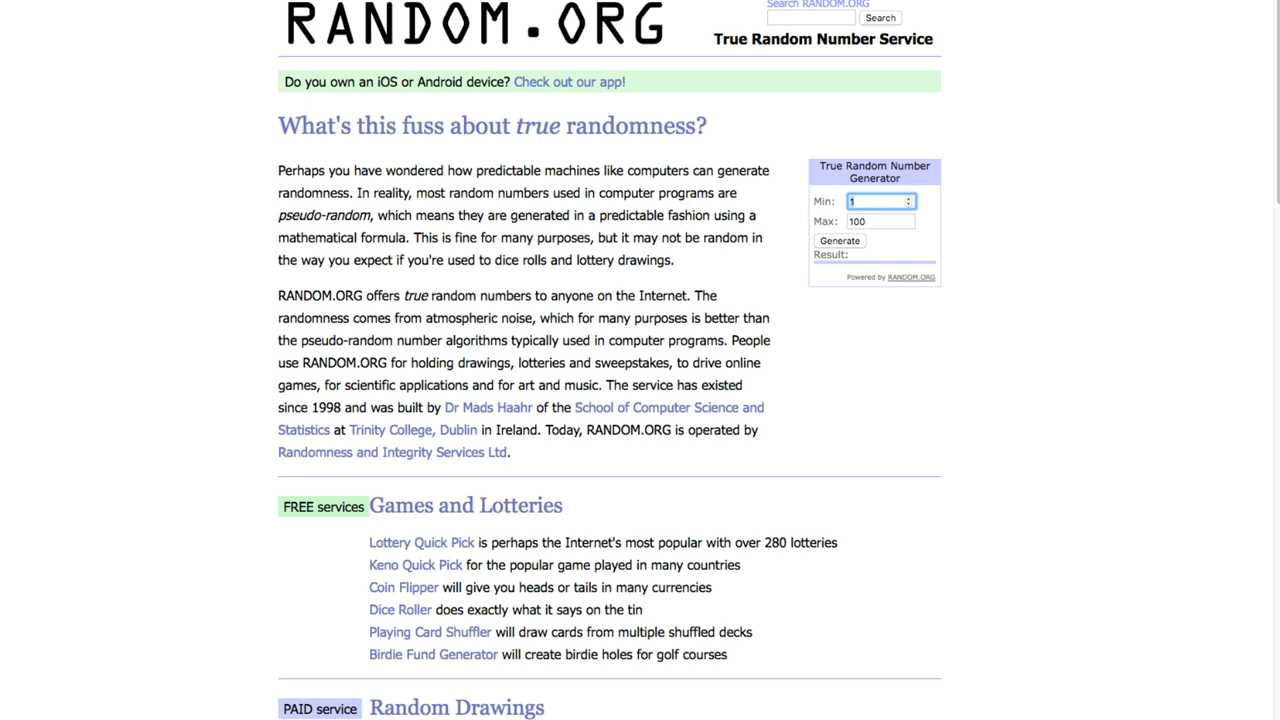 Search RANDOM.ORG
RANDOM.ORG
Search
True Random Number Service
Do you own an iOS or Android device? Check out our app!
What's this fuss about true randomness?
Perhaps you have wondered how predictable machines like computers can generate
randomness. In reality, most random numbers used in computer programs are
pseudo-random, which means they are generated in a predictable fashion using a
mathematical formula. This is fine for many purposes, but it may not be random in
the way you expect if you're used to dice rolls and lottery drawings.
RANDOM.ORG offers true random numbers to anyone on the Internet. The
randomness comes from atmospheric noise, which for many purposes is better than
the pseudo-random number algorithms typically used in computer programs. People
use RANDOM.ORG for holding drawings, lotteries and sweepstakes, to drive online
games, for scientific applications and for art and music. The service has existed
since 1998 and was built by Dr Mads Haahr of the School of Computer Science and
Statistics at Trinity College, Dublin in Ireland. Today, RANDOM.ORG is operated by
Randomness and Integrity Services Ltd.
True Random Number
Generator
Min: 1
Max: 100
Generate
Result:
Powered by RANDOM.ORG
FREE services Games and Lotteries
Lottery Quick Pick is perhaps the Internet's most popular with over 280 lotteries
Keno Quick Pick for the popular game played in many countries
Coin Flipper will give you heads or tails in many currencies
Dice Roller does exactly what it says on the tin
Playing Card Shuffler will draw cards from multiple shuffled decks
Birdie Fund Generator will create birdie holes for golf courses
PAID service Random Drawings